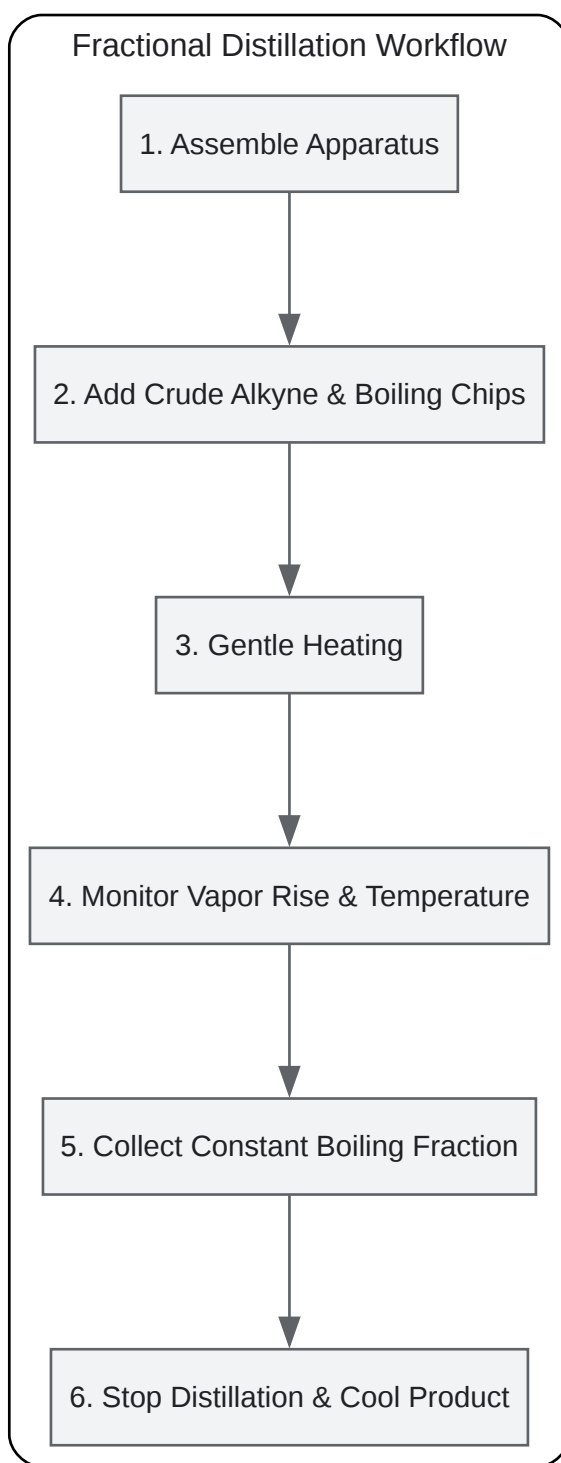 Fractional Distillation Workflow
1. Assemble Apparatus
2. Add Crude Alkyne & Boiling Chips
3. Gentle Heating
4. Monitor Vapor Rise & Temperature
5. Collect Constant Boiling Fraction
6. Stop Distillation & Cool Product